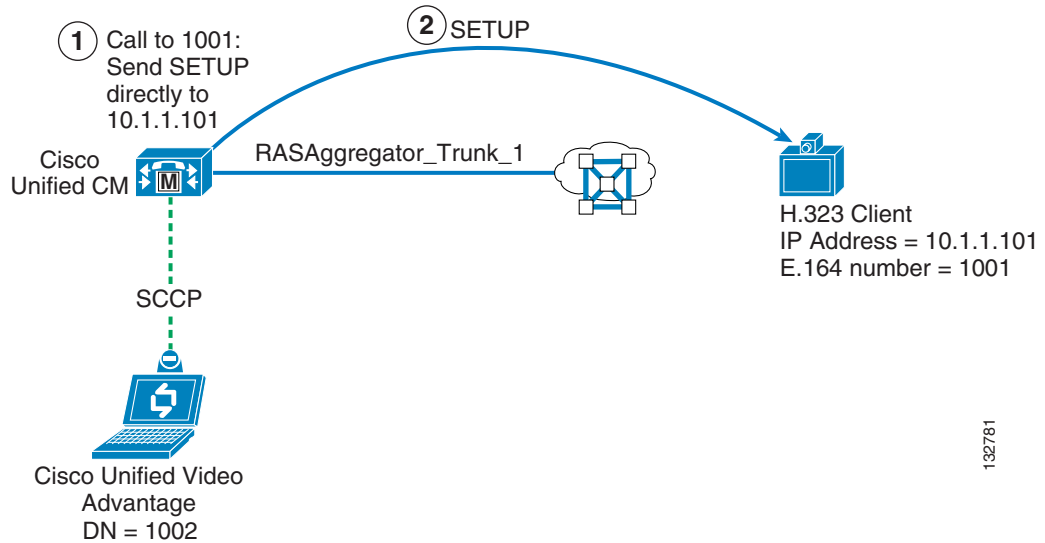 1 Call to 1001:
Send SETUP
directly to
10.1.1.101
2 SETUP
Cisco
Unified CM
M
RASAggregator_Trunk_1
H.323 Client
IP Address = 10.1.1.101
E.164 number = 1001
SCCP
Cisco Unified Video
Advantage
DN = 1002
132781